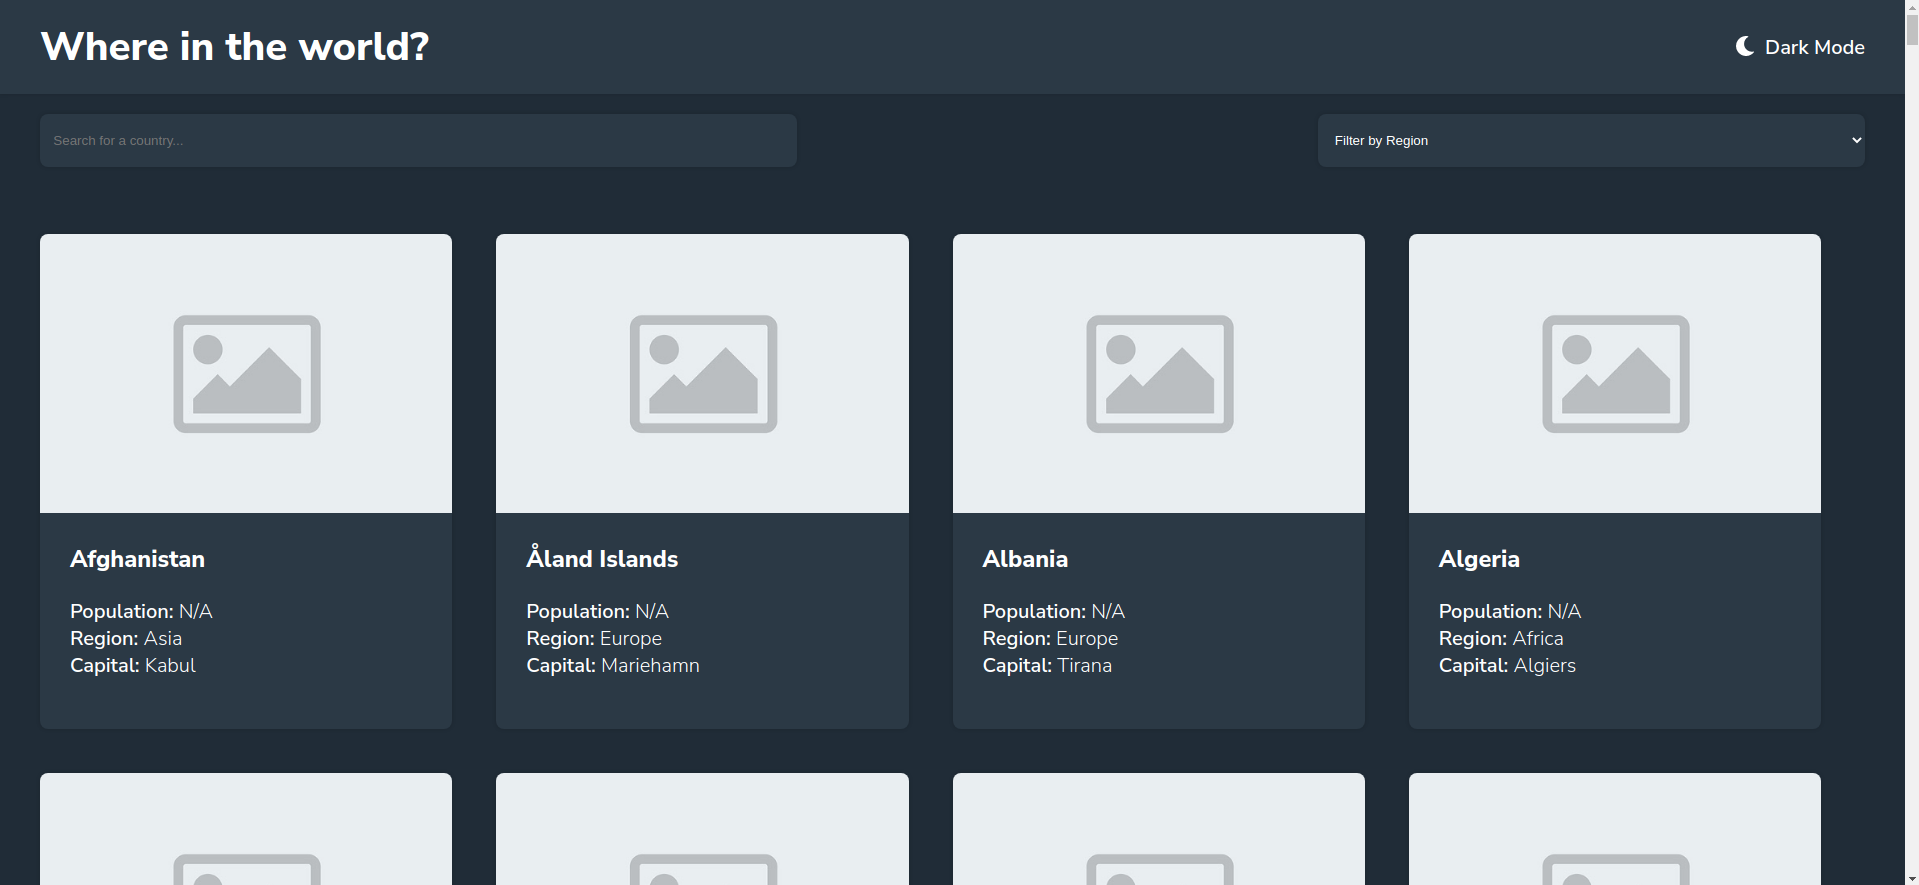 Where in the world?
Dark Mode
Search for a country...
Filter by Region
Afghanistan
Population: N/A
Region: Asia
Capital: Kabul
Åland Islands
Population: N/A
Region: Europe
Capital: Mariehamn
Albania
Population: N/A
Region: Europe
Capital: Tirana
Algeria
Population: N/A
Region: Africa
Capital: Algiers